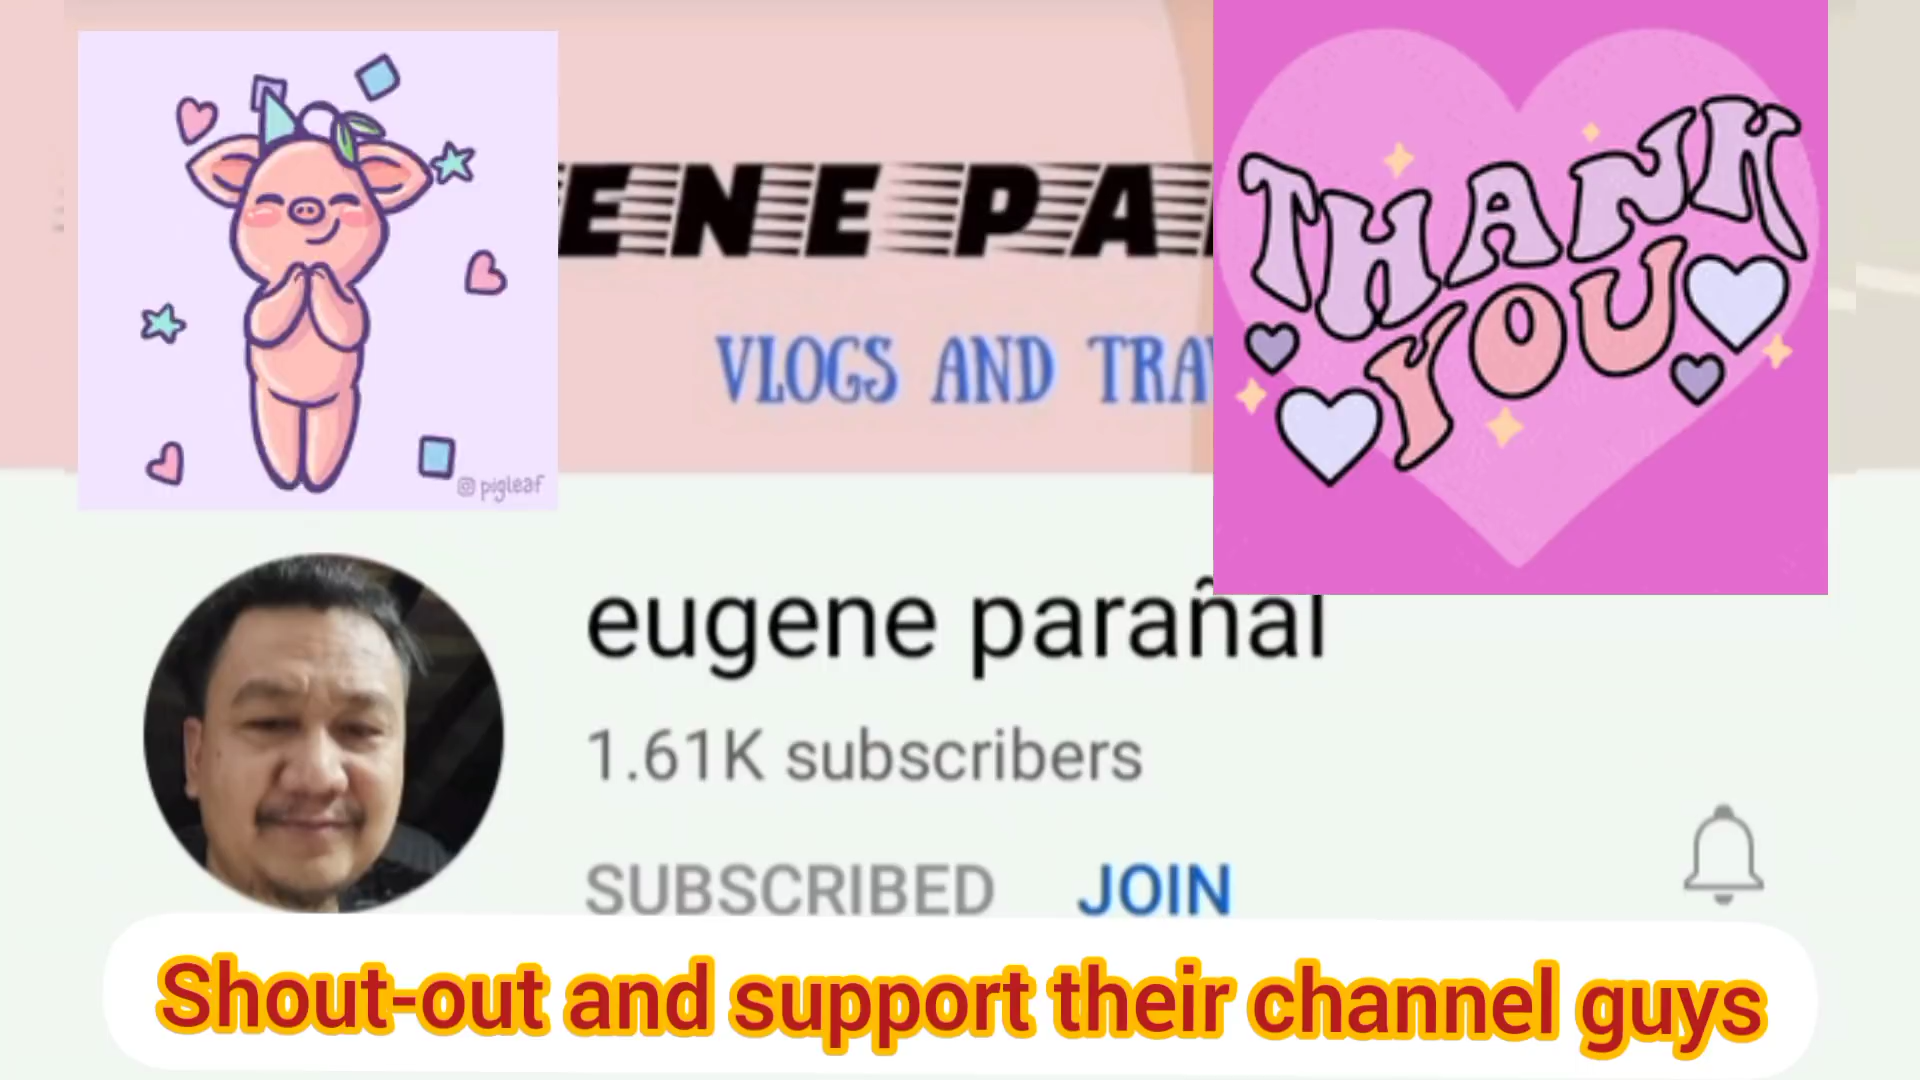 ENE PA
VLOGS AND TRA
THANK
YOU
pigleaf
eugene parañal
1.61K subscribers
SUBSCRIBED JOIN
Shout-out and support their channel guys